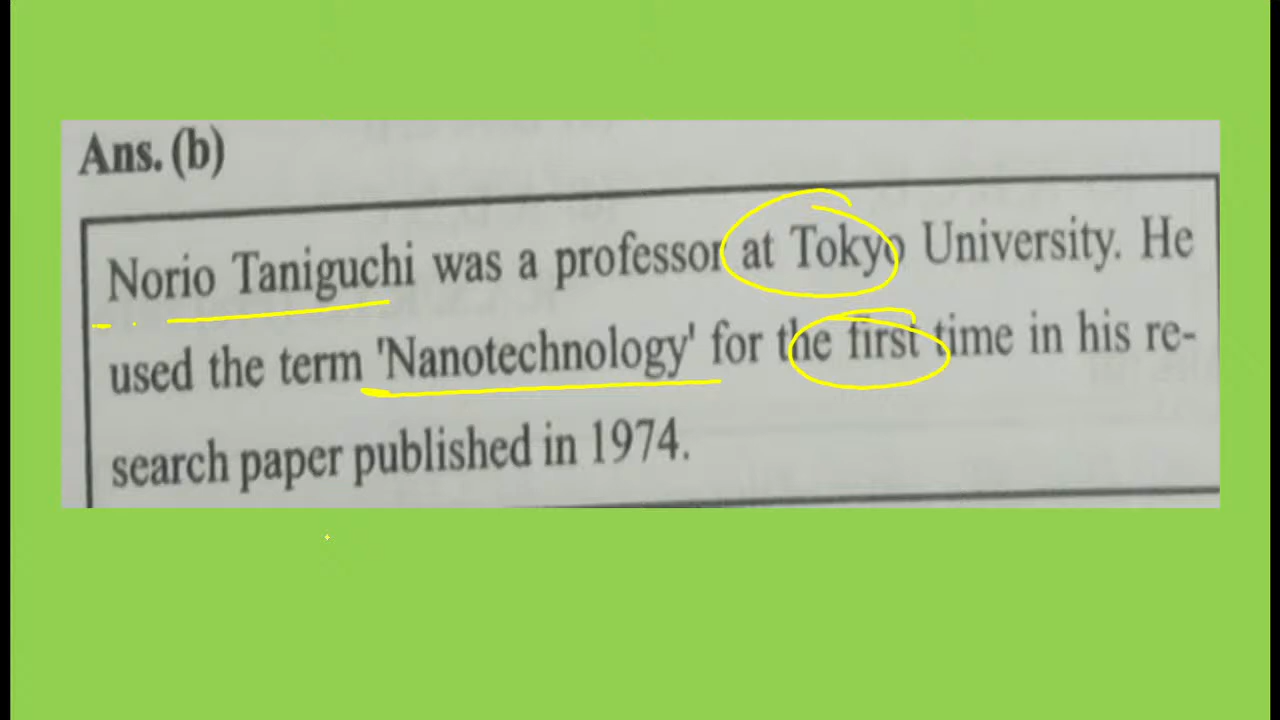 Ans. (b)
Norio Taniguchi was a professor at Tokyo University. He
used the term 'Nanotechnology' for the first time in his re-
search paper published in 1974.